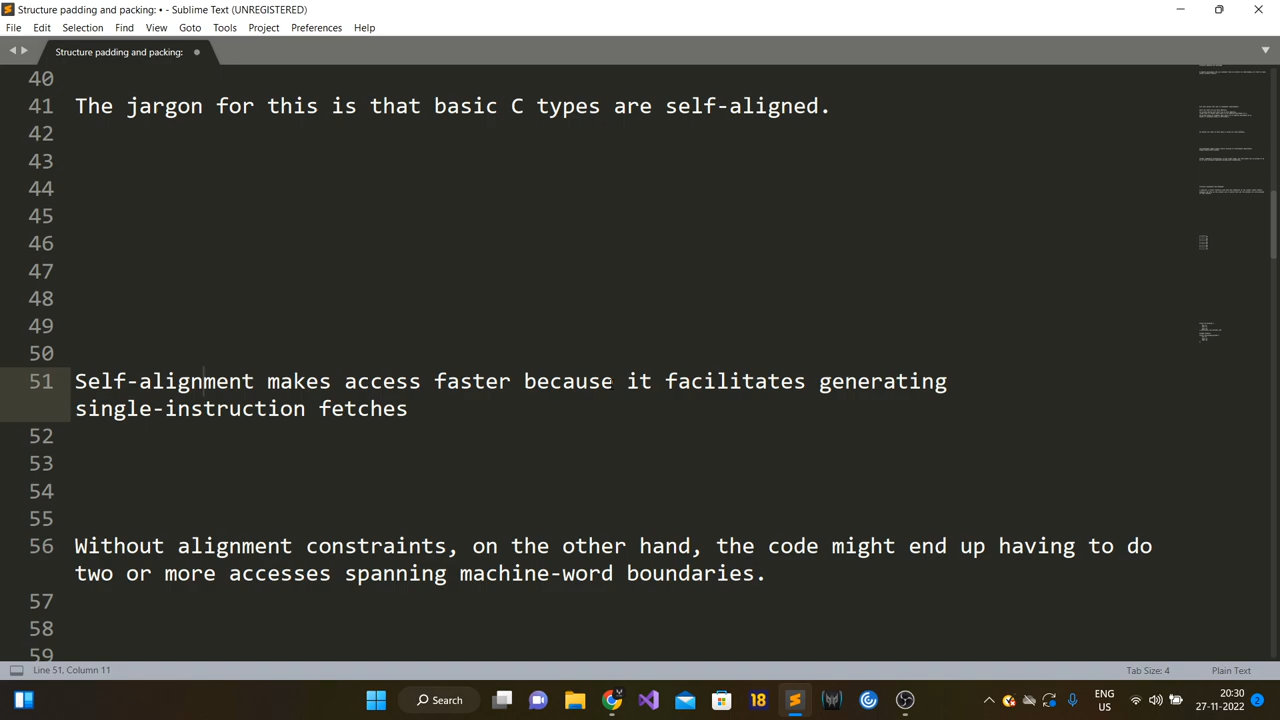 Structure padding and packing: • - Sublime Text (UNREGISTERED)
File Edit Selection Find View Goto Tools Project Preferences Help
Structure padding and packing:
40
41 The jargon for this is that basic C types are self-aligned.
42
43
44
45
46
47
48
49
50
51 Self-alignment makes access faster because it facilitates generating
single-instruction fetches
52
53
54
55
56 Without alignment constraints, on the other hand, the code might end up having to do
two or more accesses spanning machine-word boundaries.
57
58
59
Line 51, Column 11 Tab Size: 4 Plain Text
Search 18 ENG US 20:30 27-11-2022 2